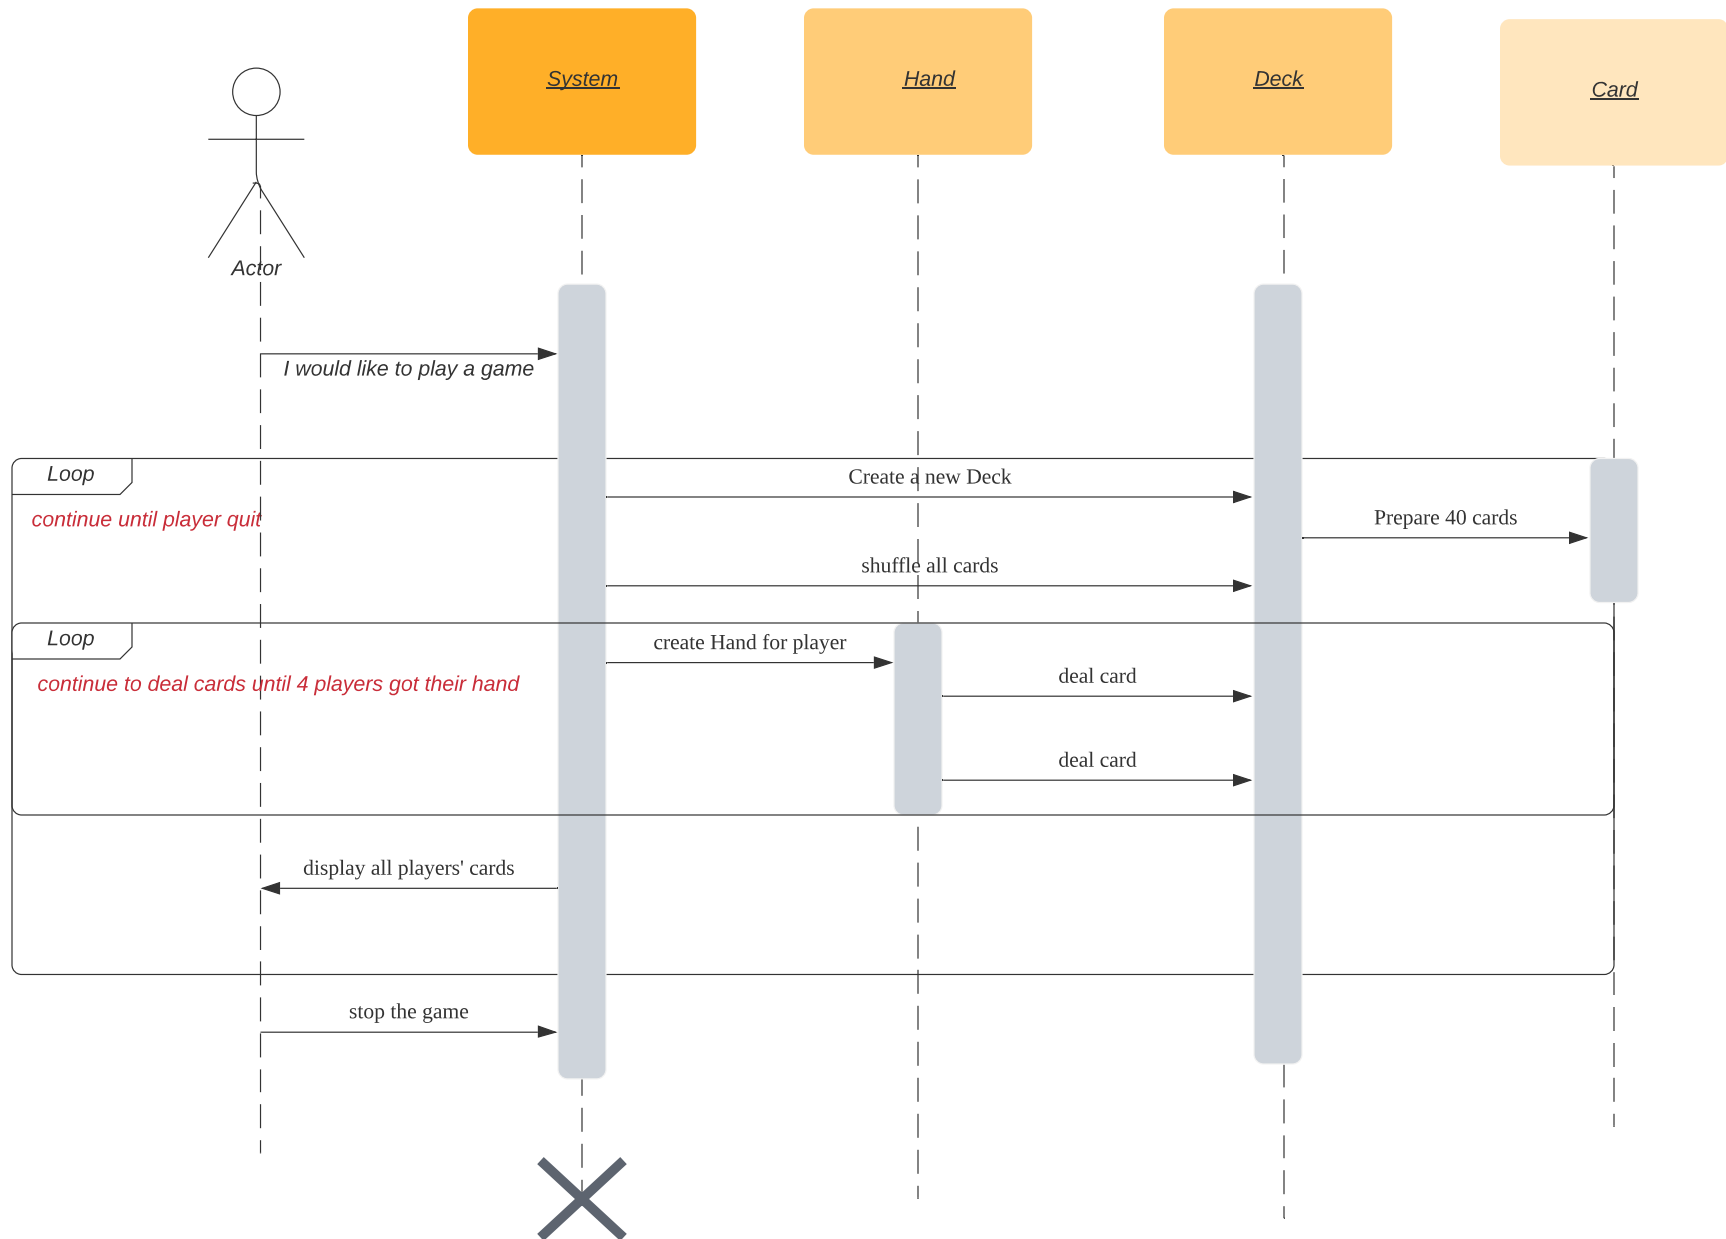 System
Hand
Deck
Card
Actor
I would like to play a game
Loop
Create a new Deck
continue until player quit
Prepare 40 cards
shuffle all cards
Loop
create Hand for player
continue to deal cards until 4 players got their hand
deal card
deal card
display all players' cards
stop the game